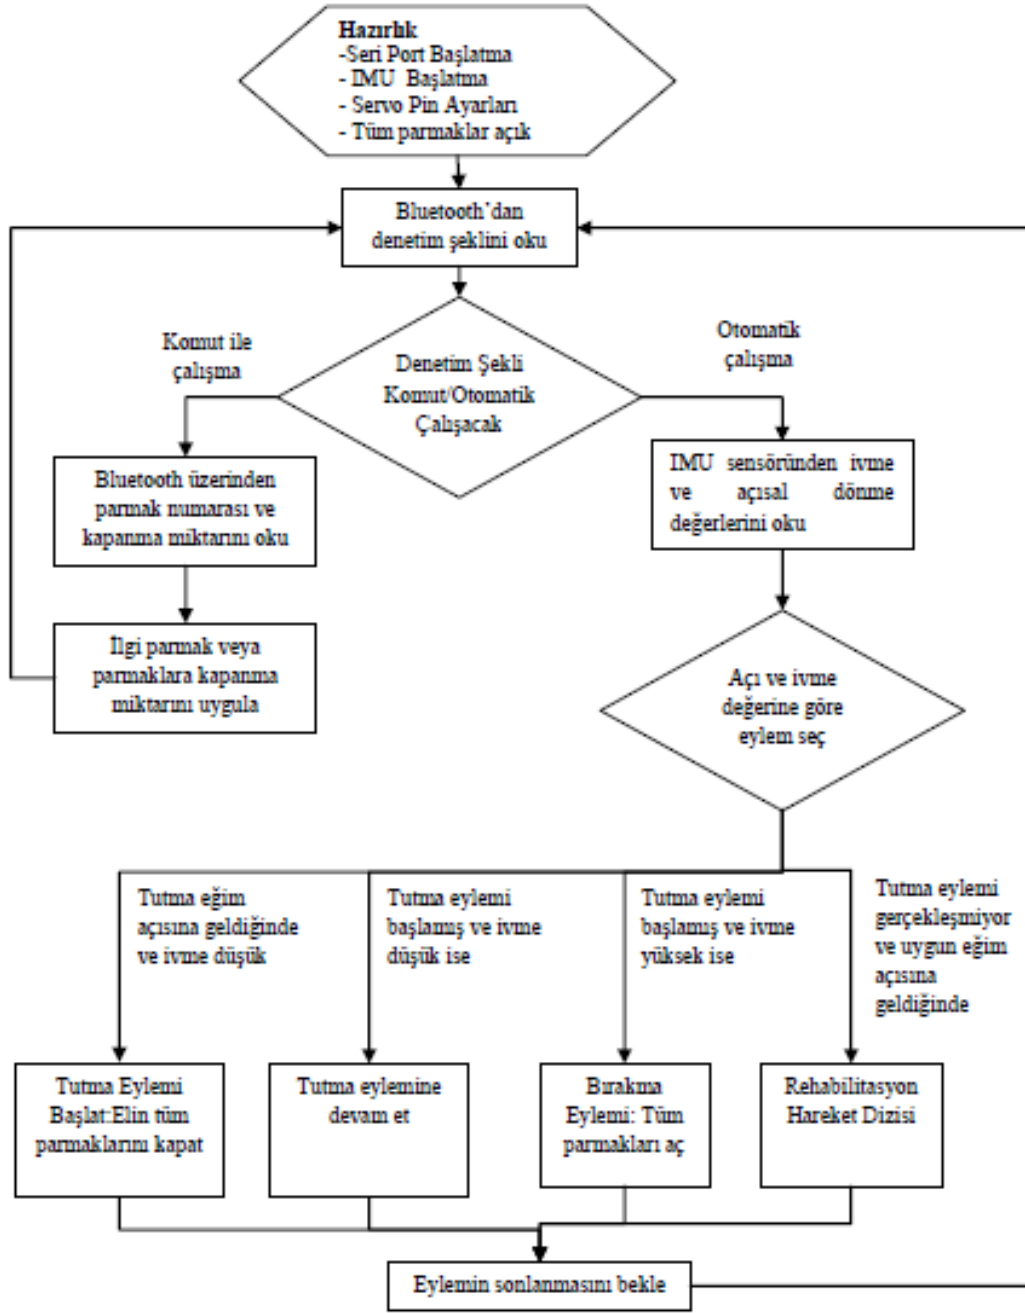 Hazırlık
-Seri Port Başlatma
- IMU Başlatma
- Servo Pin Ayarları
- Tüm parmaklar açık
Bluetooth’dan
denetim şeklini oku
Komut ile
çalışma
Denetim Şekli
Komut/Otomatik
Çalışacak
Otomatik
çalışma
Bluetooth üzerinden
parmak numarası ve
kapanma miktarını oku
IMU sensöründen ivme
ve açısal dönme
değerlerini oku
İlgi parmak veya
parmaklara kapanma
miktarını uygula
Açı ve ivme
değerine göre
eylem seç
Tutma eğim
açısına geldiğinde
ve ivme düşük
Tutma eylemi
başlamış ve ivme
düşük ise
Tutma eylemi
başlamış ve ivme
yüksek ise
Tutma eylemi
gerçekleşmiyor
ve uygun eğim
açısına
geldiğinde
Tutma Eylemi
Başlat:Elin tüm
parmaklarını kapat
Tutma eylemine
devam et
Bırakma
Eylemi: Tüm
parmakları aç
Rehabilitasyon
Hareket Dizisi
Eylemin sonlanmasını bekle